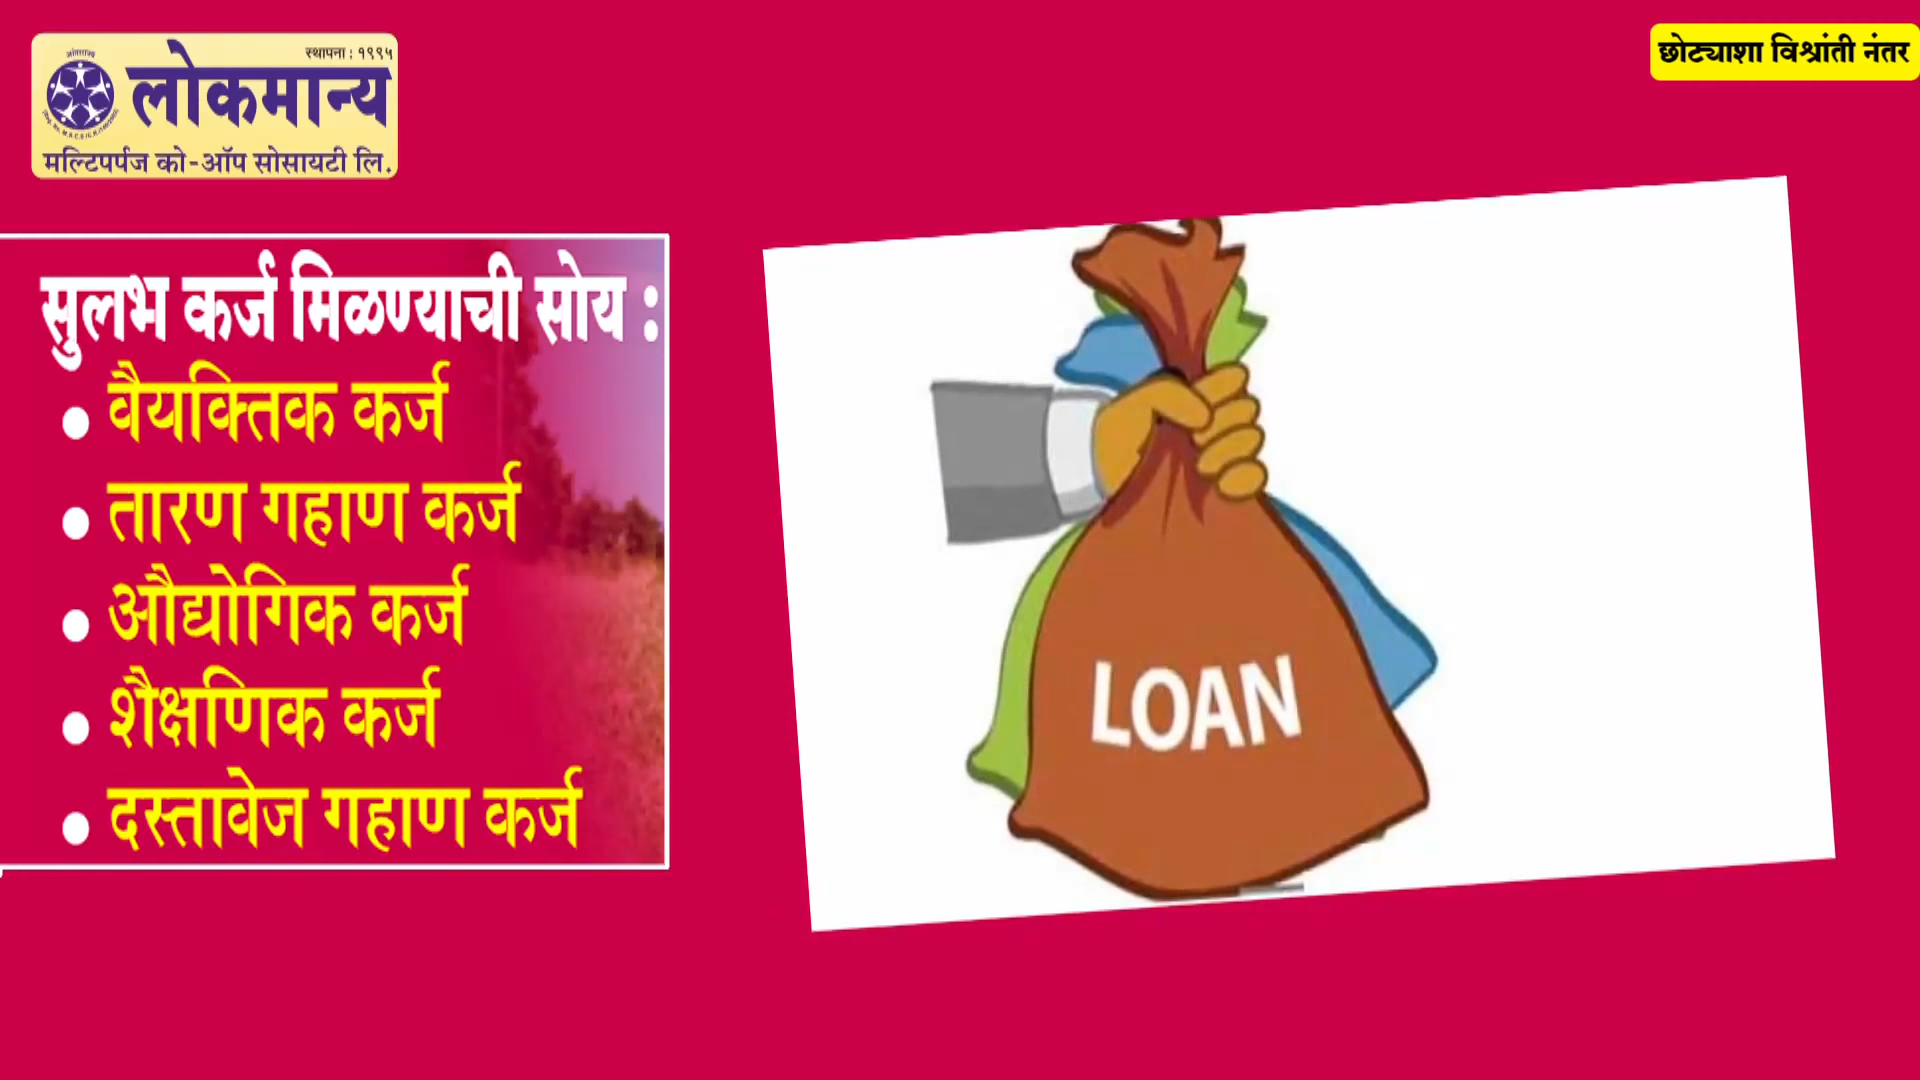 आंतरराज्य
स्थापना : १९९५
लोकमान्य
मल्टिपर्पज को-ऑप सोसायटी लि.
छोट्याशा विश्रांती नंतर
सुलभ कर्ज मिळण्याची सोय :
• वैयक्तिक कर्ज
• तारण गहाण कर्ज
• औद्योगिक कर्ज
• शैक्षणिक कर्ज
• दस्तावेज गहाण कर्ज
LOAN